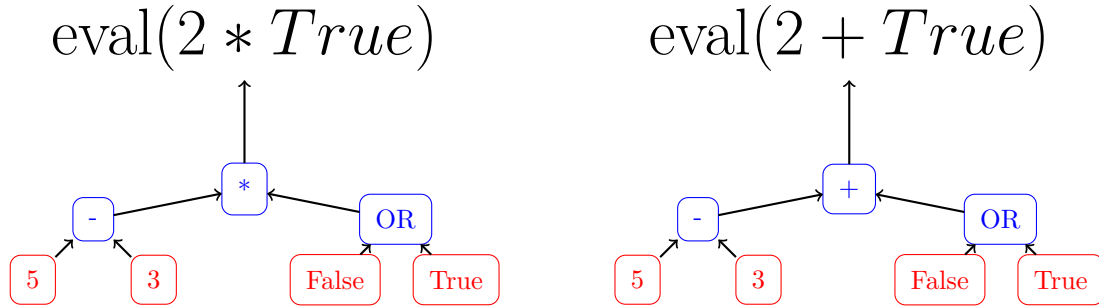 eval(2 ∗ True) eval(2 + True)
* +
- OR - OR
5 3 False True 5 3 False True